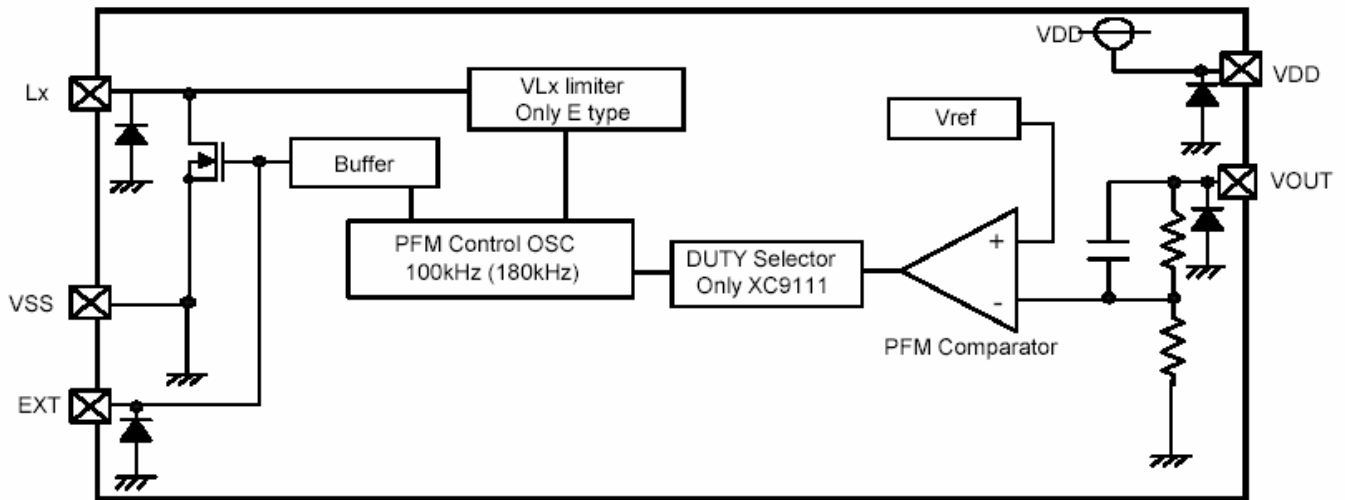 VDD
VDD
Lx
VLx limiter
Only E type
Vref
Buffer
VOUT
PFM Control OSC
100kHz (180kHz)
DUTY Selector
Only XC9111
+
-
VSS
PFM Comparator
EXT